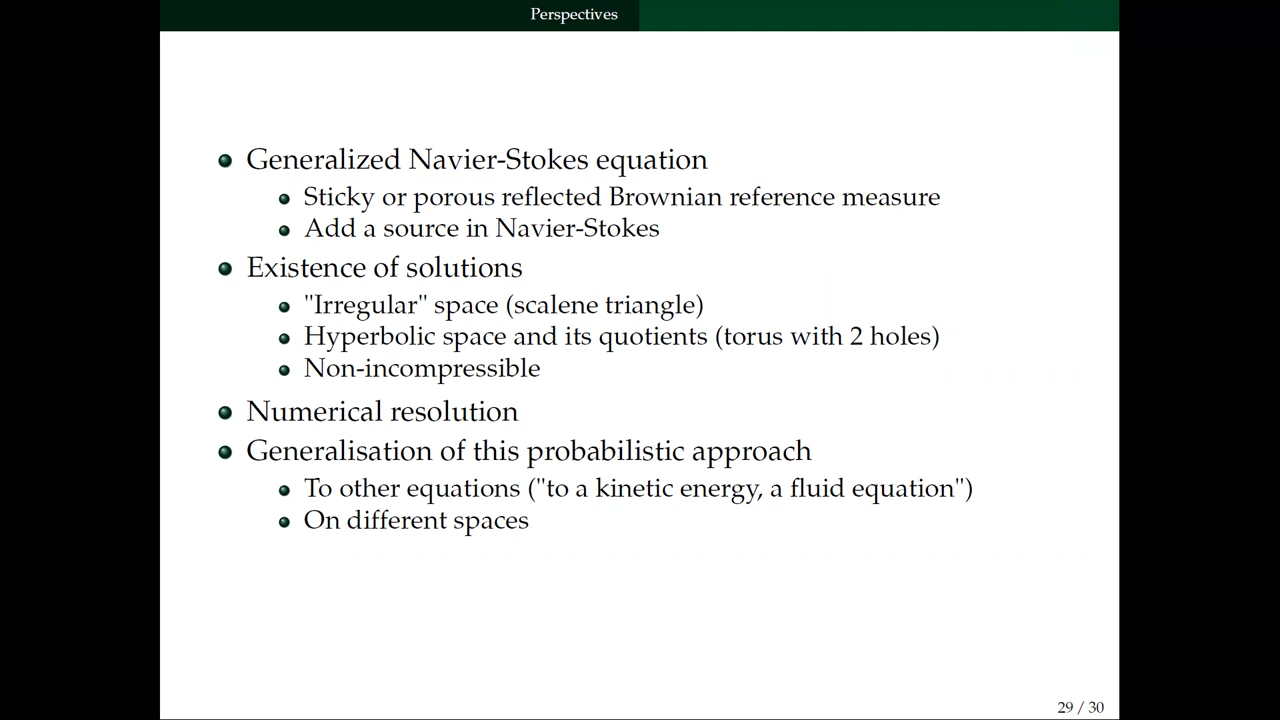 Perspectives
Generalized Navier-Stokes equation
Sticky or porous reflected Brownian reference measure
Add a source in Navier-Stokes
Existence of solutions
"Irregular" space (scalene triangle)
Hyperbolic space and its quotients (torus with 2 holes)
Non-incompressible
Numerical resolution
Generalisation of this probabilistic approach
To other equations ("to a kinetic energy, a fluid equation")
On different spaces
29 / 30